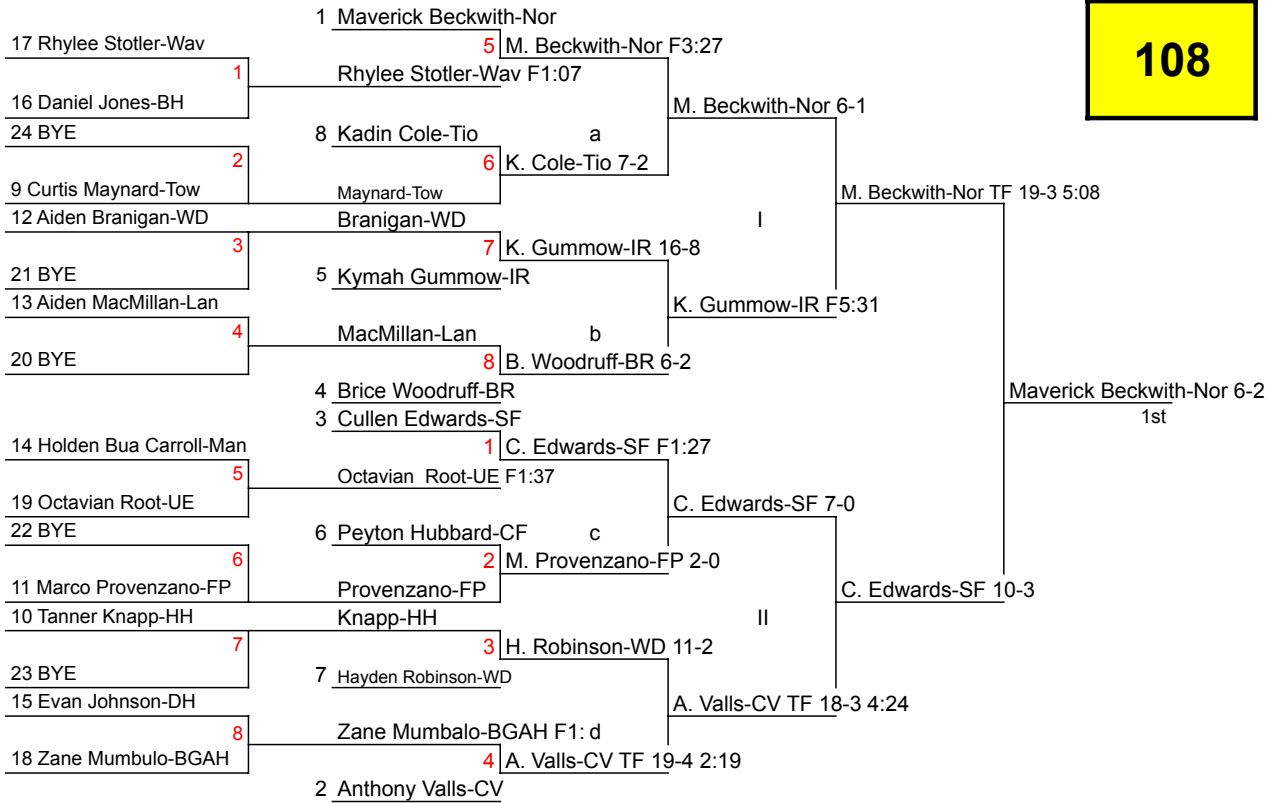 1 Maverick Beckwith-Nor
108
17 Rhylee Stotler-Wav
5 M. Beckwith-Nor F3:27
1
Rhylee Stotler-Wav F1:07
16 Daniel Jones-BH
M. Beckwith-Nor 6-1
24 BYE
8 Kadin Cole-Tio
a
2
6 K. Cole-Tio 7-2
9 Curtis Maynard-Tow
Maynard-Tow
M. Beckwith-Nor TF 19-3 5:08
12 Aiden Branigan-WD
Branigan-WD
I
3
7 K. Gummow-IR 16-8
21 BYE
5 Kymah Gummow-IR
13 Aiden MacMillan-Lan
K. Gummow-IR F5:31
4
MacMillan-Lan
b
20 BYE
8 B. Woodruff-BR 6-2
4 Brice Woodruff-BR
Maverick Beckwith-Nor 6-2
3 Cullen Edwards-SF
1st
14 Holden Bua Carroll-Man
1 C. Edwards-SF F1:27
5
Octavian Root-UE F1:37
19 Octavian Root-UE
C. Edwards-SF 7-0
22 BYE
6 Peyton Hubbard-CF
c
6
2 M. Provenzano-FP 2-0
11 Marco Provenzano-FP
Provenzano-FP
C. Edwards-SF 10-3
10 Tanner Knapp-HH
Knapp-HH
II
7
3 H. Robinson-WD 11-2
23 BYE
7 Hayden Robinson-WD
15 Evan Johnson-DH
A. Valls-CV TF 18-3 4:24
8
Zane Mumbalo-BGAH F1: d
18 Zane Mumbulo-BGAH
4 A. Valls-CV TF 19-4 2:19
2 Anthony Valls-CV